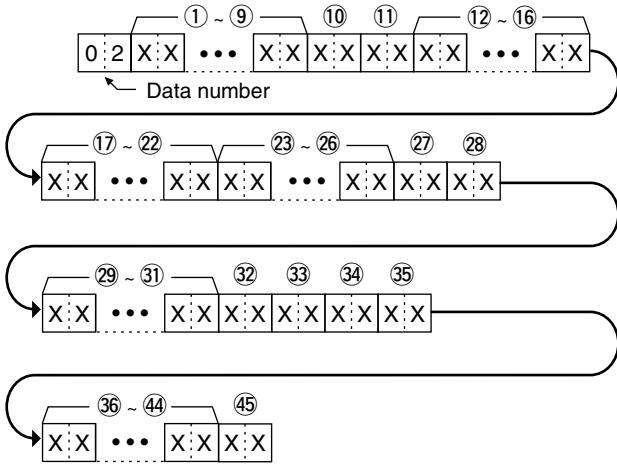 ① ~ ⑨ ⑩ ⑪ ⑫ ~ ⑯
0 2 X X ••• X X X X X X X X ••• X X
Data number
⑰ ~ ㉒ ㉓ ~ ㉖ ㉗ ㉘
X X ••• X X X X ••• X X X X X X
㉙ ~ ㉛ ㉜ ㉝ ㉞ ㉟
X X ••• X X X X X X X X X X
㊱ ~ ㊹ ㊺
X X ••• X X X X